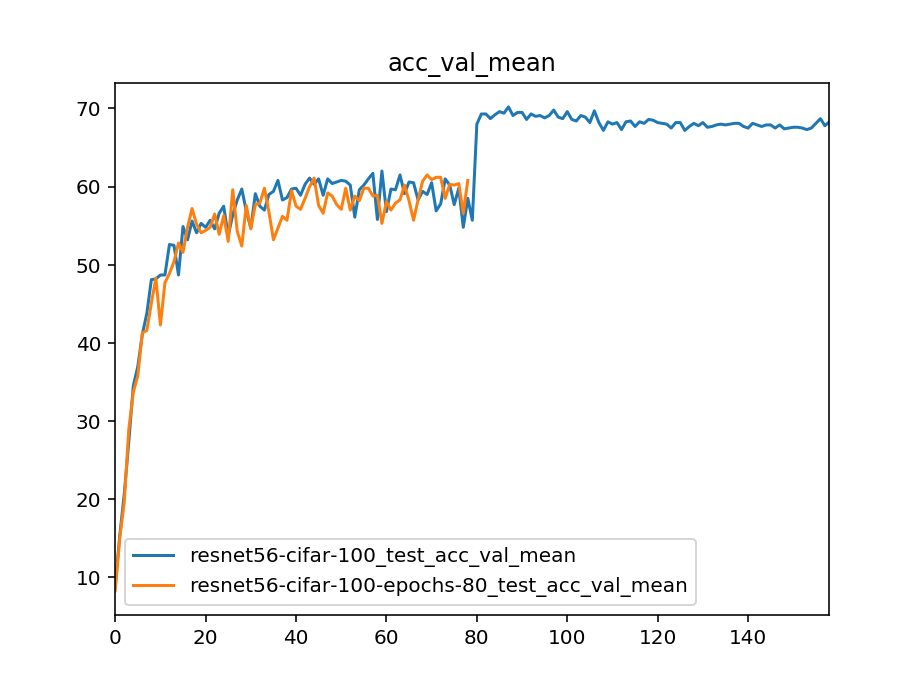 acc_val_mean
70
60
50
40
30
20
10
resnet56-cifar-100_test_acc_val_mean
resnet56-cifar-100-epochs-80_test_acc_val_mean
0 20 40 60 80 100 120 140